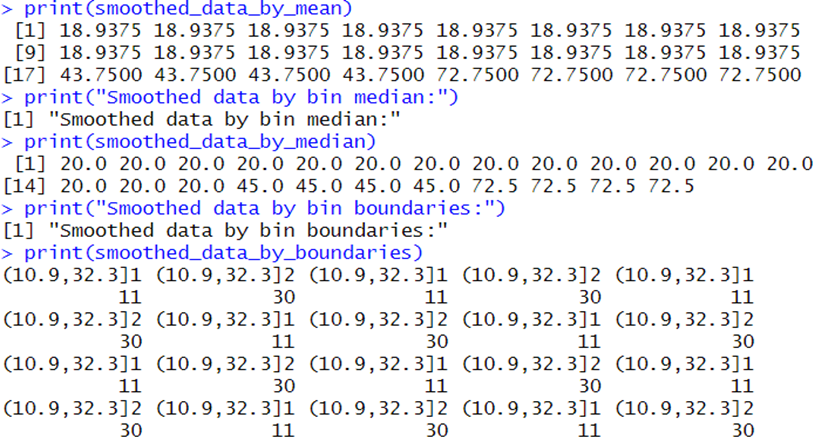 > print(smoothed_data_by_mean)
 [1] 18.9375 18.9375 18.9375 18.9375 18.9375 18.9375 18.9375 18.9375
 [9] 18.9375 18.9375 18.9375 18.9375 18.9375 18.9375 18.9375 18.9375
[17] 43.7500 43.7500 43.7500 43.7500 72.7500 72.7500 72.7500 72.7500
> print("Smoothed data by bin median:")
[1] "Smoothed data by bin median:"
> print(smoothed_data_by_median)
 [1] 20.0 20.0 20.0 20.0 20.0 20.0 20.0 20.0 20.0 20.0 20.0 20.0 20.0
[14] 20.0 20.0 20.0 45.0 45.0 45.0 45.0 72.5 72.5 72.5 72.5
> print("Smoothed data by bin boundaries:")
[1] "Smoothed data by bin boundaries:"
> print(smoothed_data_by_boundaries)
(10.9,32.3]1 (10.9,32.3]2 (10.9,32.3]1 (10.9,32.3]2 (10.9,32.3]1
          11           30           11           30           11
(10.9,32.3]2 (10.9,32.3]1 (10.9,32.3]2 (10.9,32.3]1 (10.9,32.3]2
          30           11           30           11           30
(10.9,32.3]1 (10.9,32.3]2 (10.9,32.3]1 (10.9,32.3]2 (10.9,32.3]1
          11           30           11           30           11
(10.9,32.3]2 (10.9,32.3]1 (10.9,32.3]2 (10.9,32.3]1 (10.9,32.3]2
          30           11           30           11           30